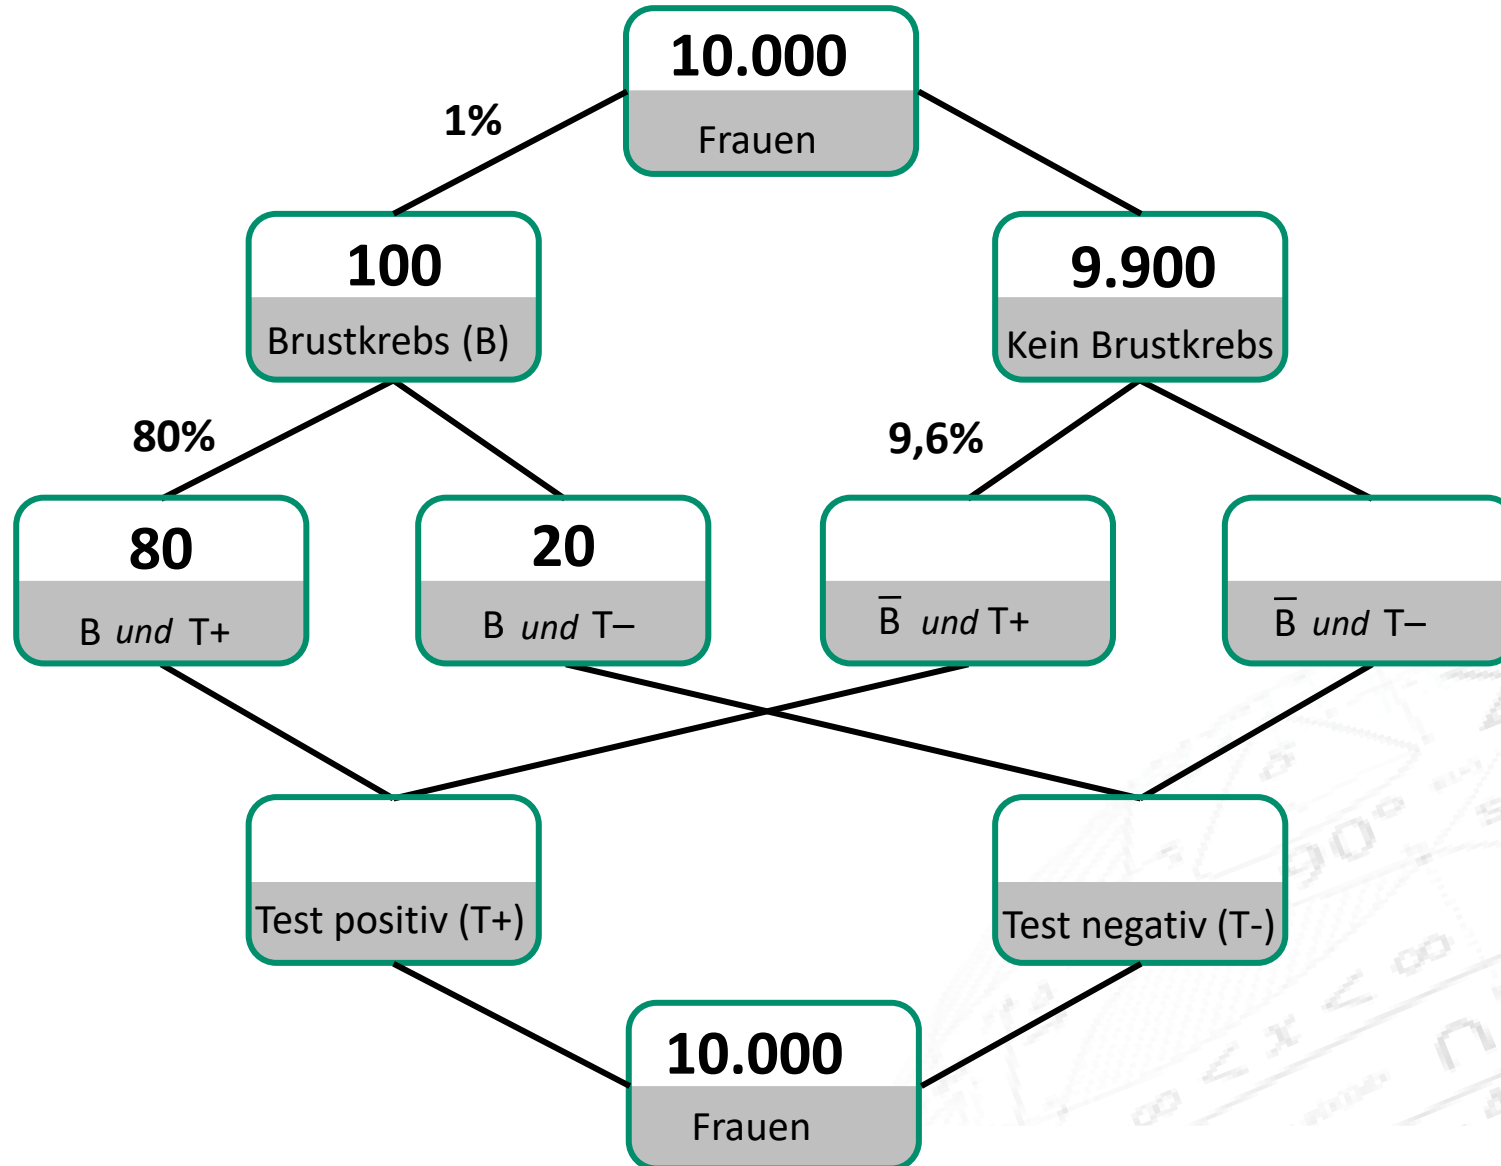 10.000
Frauen
1%
100
Brustkrebs (B)
9.900
Kein Brustkrebs
80%
9,6%
80
B und T+
20
B und T–
B̅ und T+
B̅ und T–
Test positiv (T+)
Test negativ (T-)
10.000
Frauen